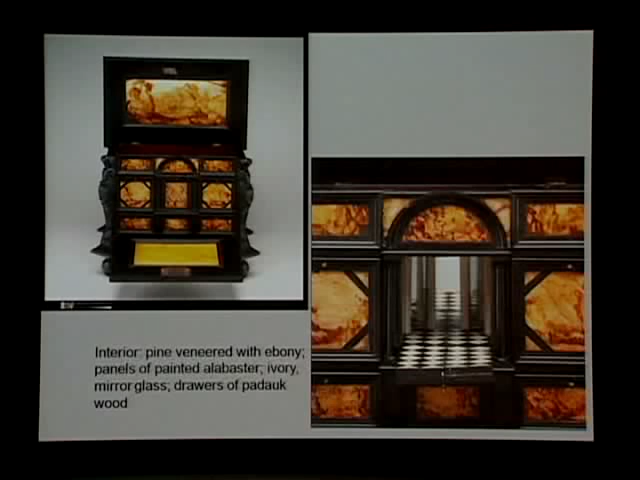 Interior: pine veneered with ebony;
panels of painted alabaster; ivory,
mirror glass; drawers of padauk
wood